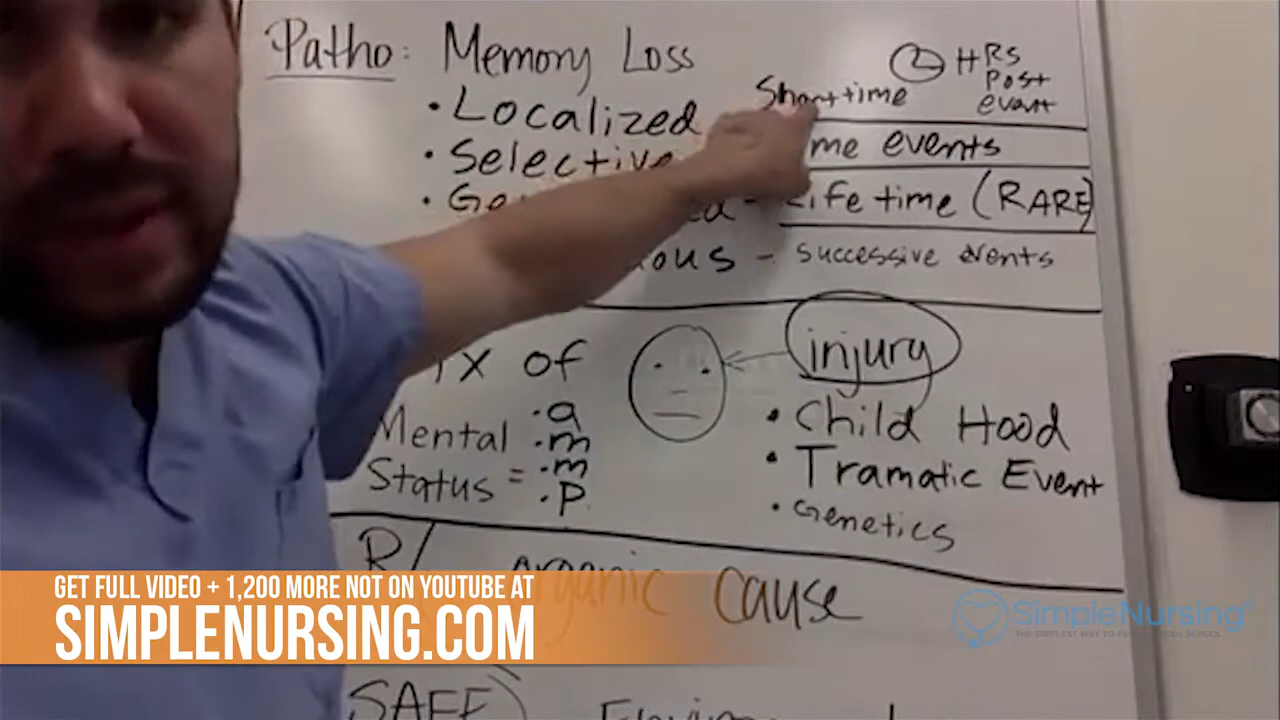 Patho: Memory Loss
HRS
Post
event
• Localized
Short time
• Selective
me events
Life time (RARE)
- successive events
TX of
injury
Mental
Status =
• a
• m
• m
• P
• Child Hood
• Tramatic Event
• Genetics
R/ organic cause
GET FULL VIDEO + 1,200 MORE NOT ON YOUTUBE AT
SIMPLENURSING.COM
SimpleNursing
SAFE